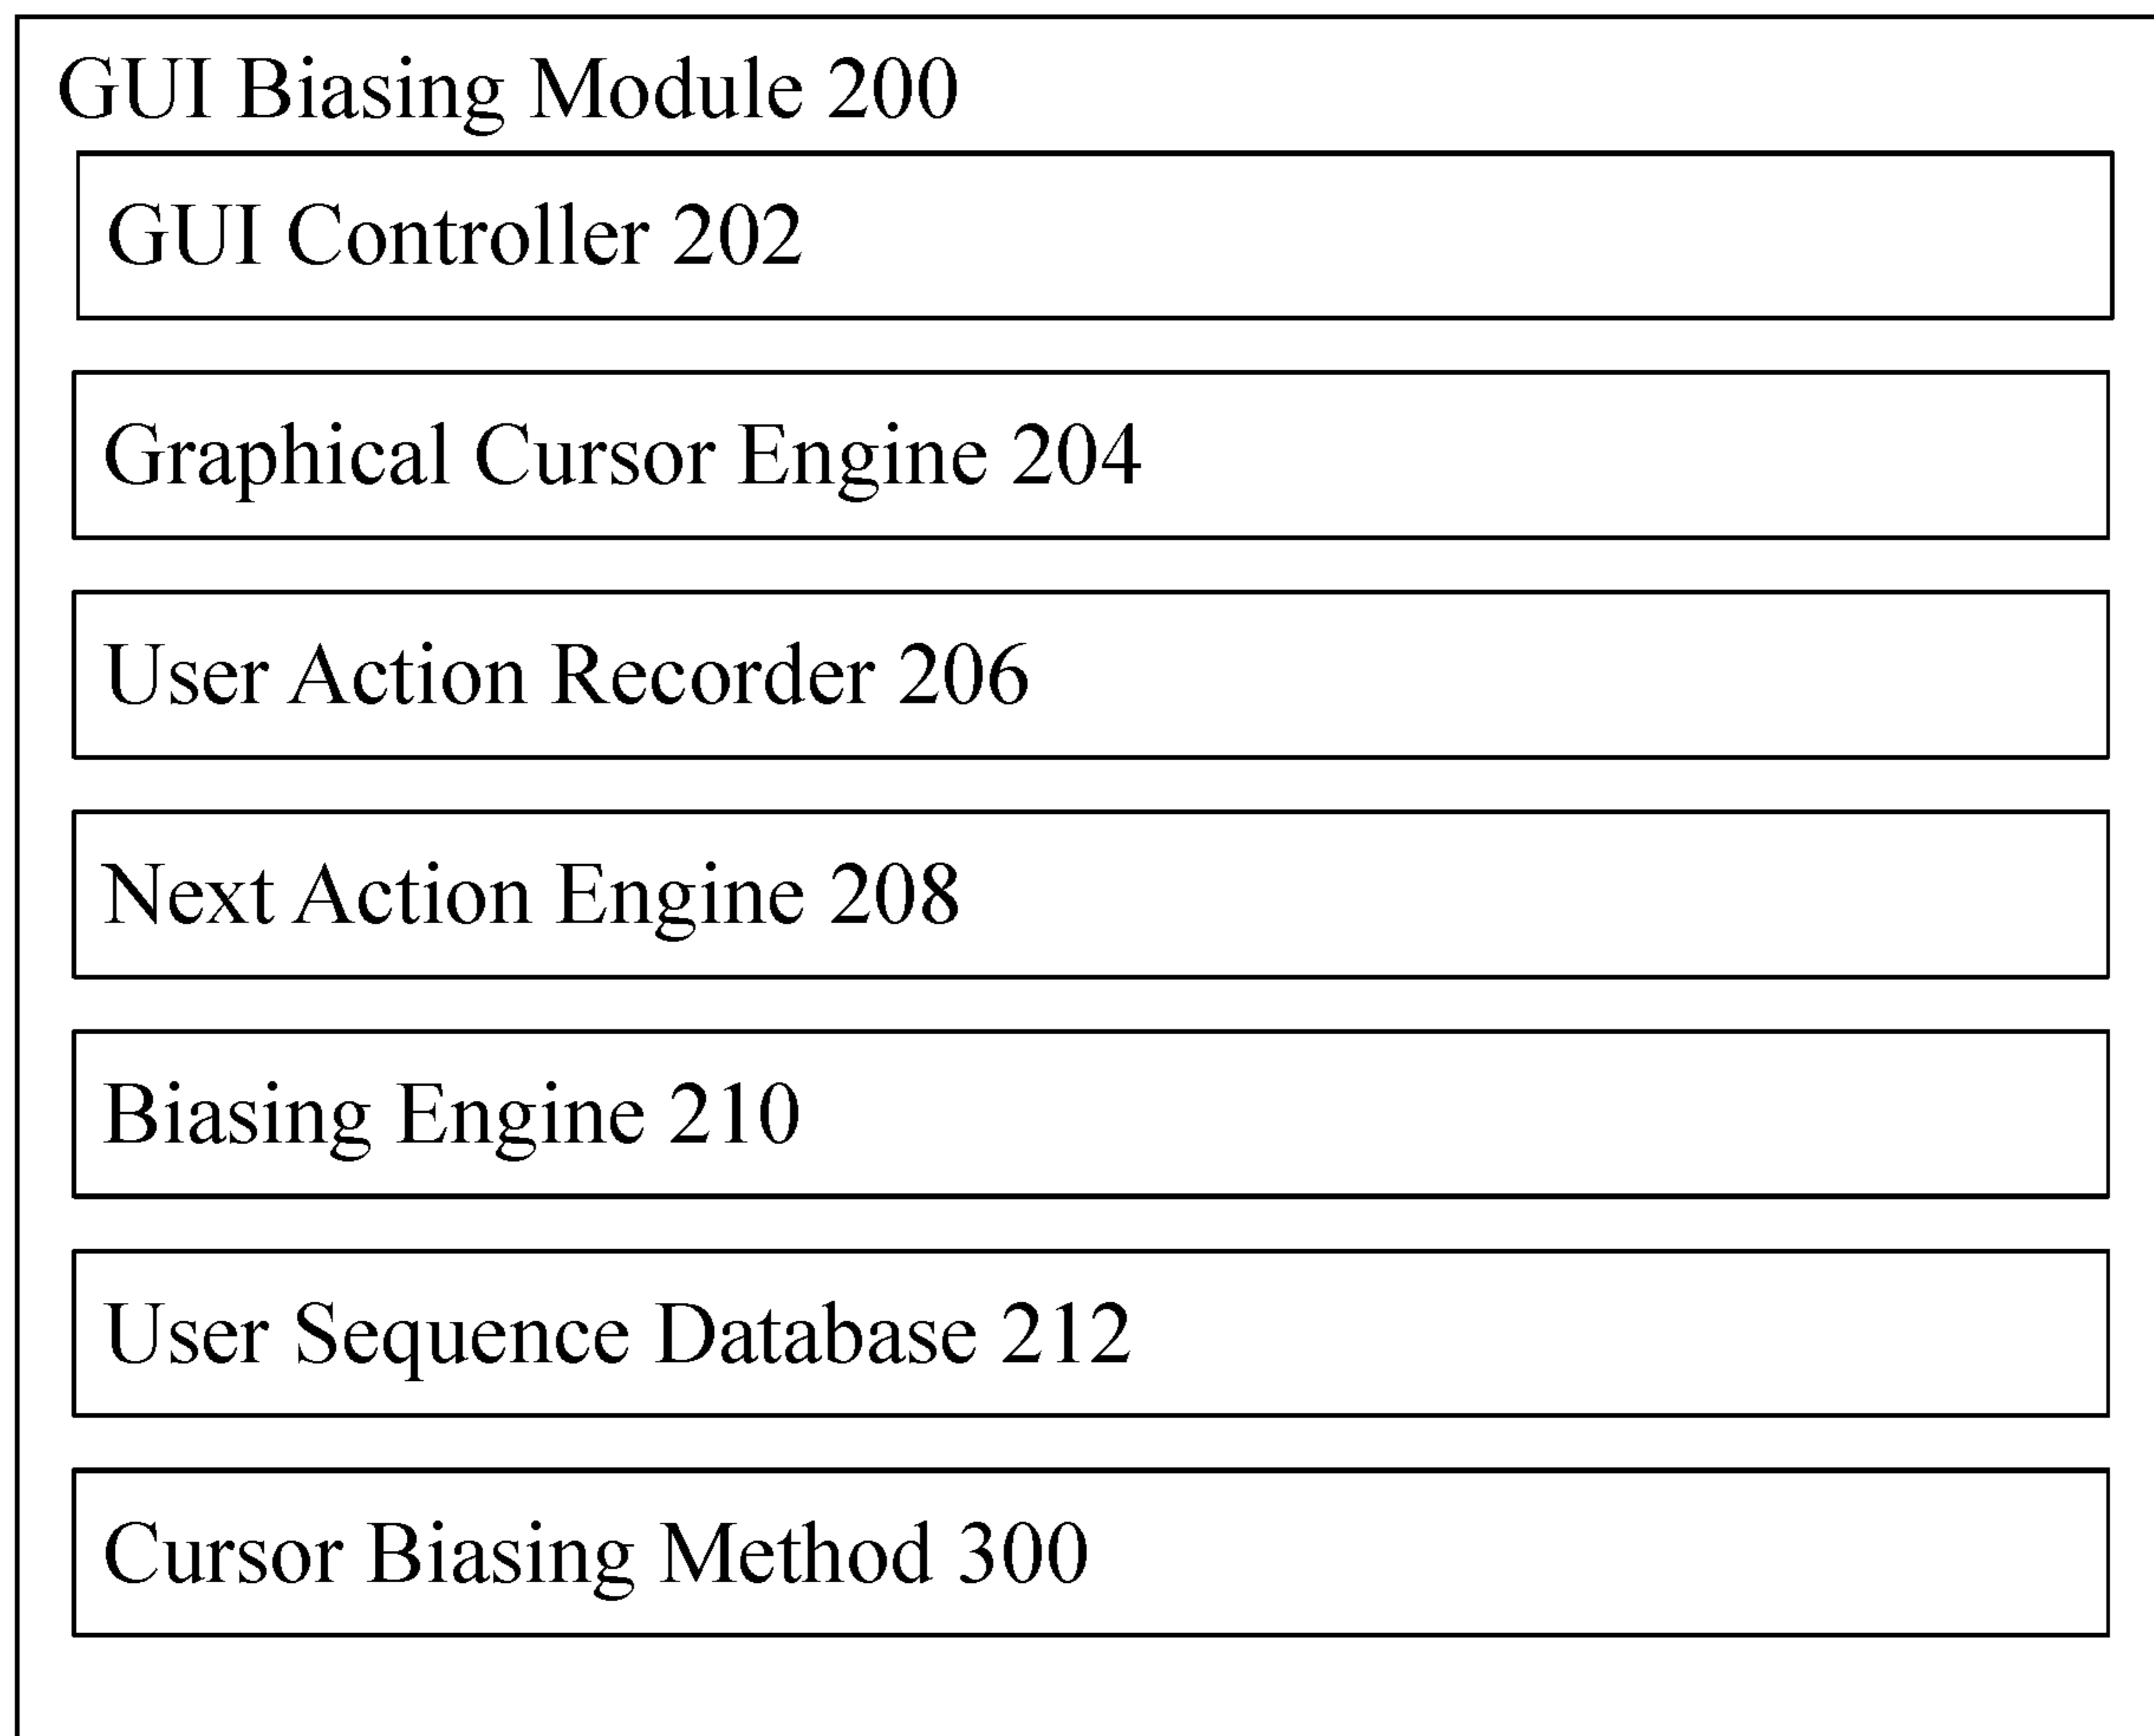 GUI Biasing Module 200
GUI Controller 202
Graphical Cursor Engine 204
User Action Recorder 206
Next Action Engine 208
Biasing Engine 210
User Sequence Database 212
Cursor Biasing Method 300